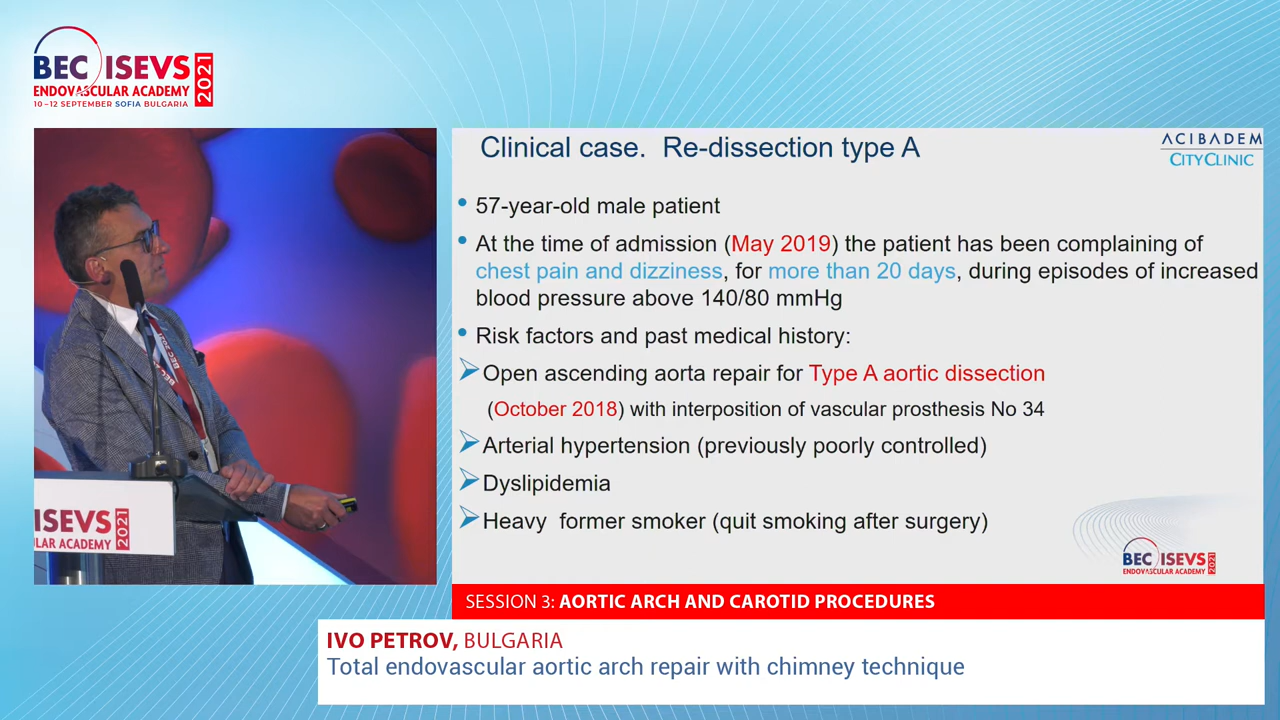 BEC ISEVS 2021
ENDOVASCULAR ACADEMY
10–12 SEPTEMBER SOFIA BULGARIA
Clinical case. Re-dissection type A
ACIBADEM
CITYCLINIC
• 57-year-old male patient
• At the time of admission (May 2019) the patient has been complaining of
chest pain and dizziness, for more than 20 days, during episodes of increased
blood pressure above 140/80 mmHg
• Risk factors and past medical history:
➢ Open ascending aorta repair for Type A aortic dissection
(October 2018) with interposition of vascular prosthesis No 34
➢ Arterial hypertension (previously poorly controlled)
➢ Dyslipidemia
➢ Heavy former smoker (quit smoking after surgery)
BEC ISEVS 2021
ENDOVASCULAR ACADEMY
BEC 2021
ISEVS 2021
ULAR ACADEMY
SESSION 3: AORTIC ARCH AND CAROTID PROCEDURES
IVO PETROV, BULGARIA
Total endovascular aortic arch repair with chimney technique